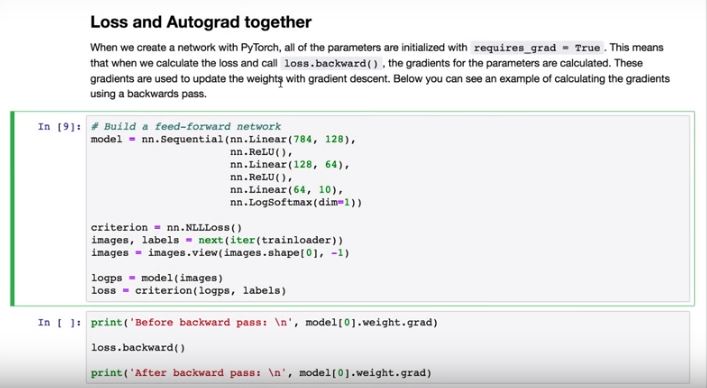 Loss and Autograd together
When we create a network with PyTorch, all of the parameters are initialized with requires_grad = True . This means
that when we calculate the loss and call loss.backward() , the gradients for the parameters are calculated. These
gradients are used to update the weights with gradient descent. Below you can see an example of calculating the gradients
using a backwards pass.
In [9]: # Build a feed-forward network
model = nn.Sequential(nn.Linear(784, 128),
nn.ReLU(),
nn.Linear(128, 64),
nn.ReLU(),
nn.Linear(64, 10),
nn.LogSoftmax(dim=1))
criterion = nn.NLLLoss()
images, labels = next(iter(trainloader))
images = images.view(images.shape[0], -1)
logps = model(images)
loss = criterion(logps, labels)
In [ ]: print('Before backward pass: \n', model[0].weight.grad)
loss.backward()
print('After backward pass: \n', model[0].weight.grad)